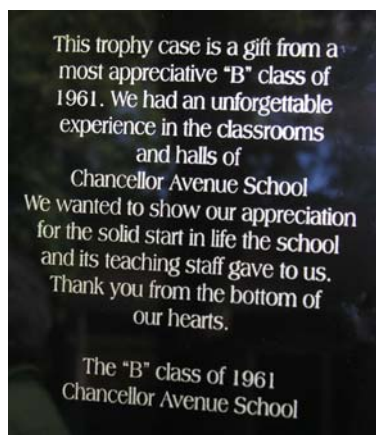 This trophy case is a gift from a
most appreciative “B” class of
1961. We had an unforgettable
experience in the classrooms
and halls of
Chancellor Avenue School
We wanted to show our appreciation
for the solid start in life the school
and its teaching staff gave to us.
Thank you from the bottom of
our hearts.
The “B” class of 1961
Chancellor Avenue School